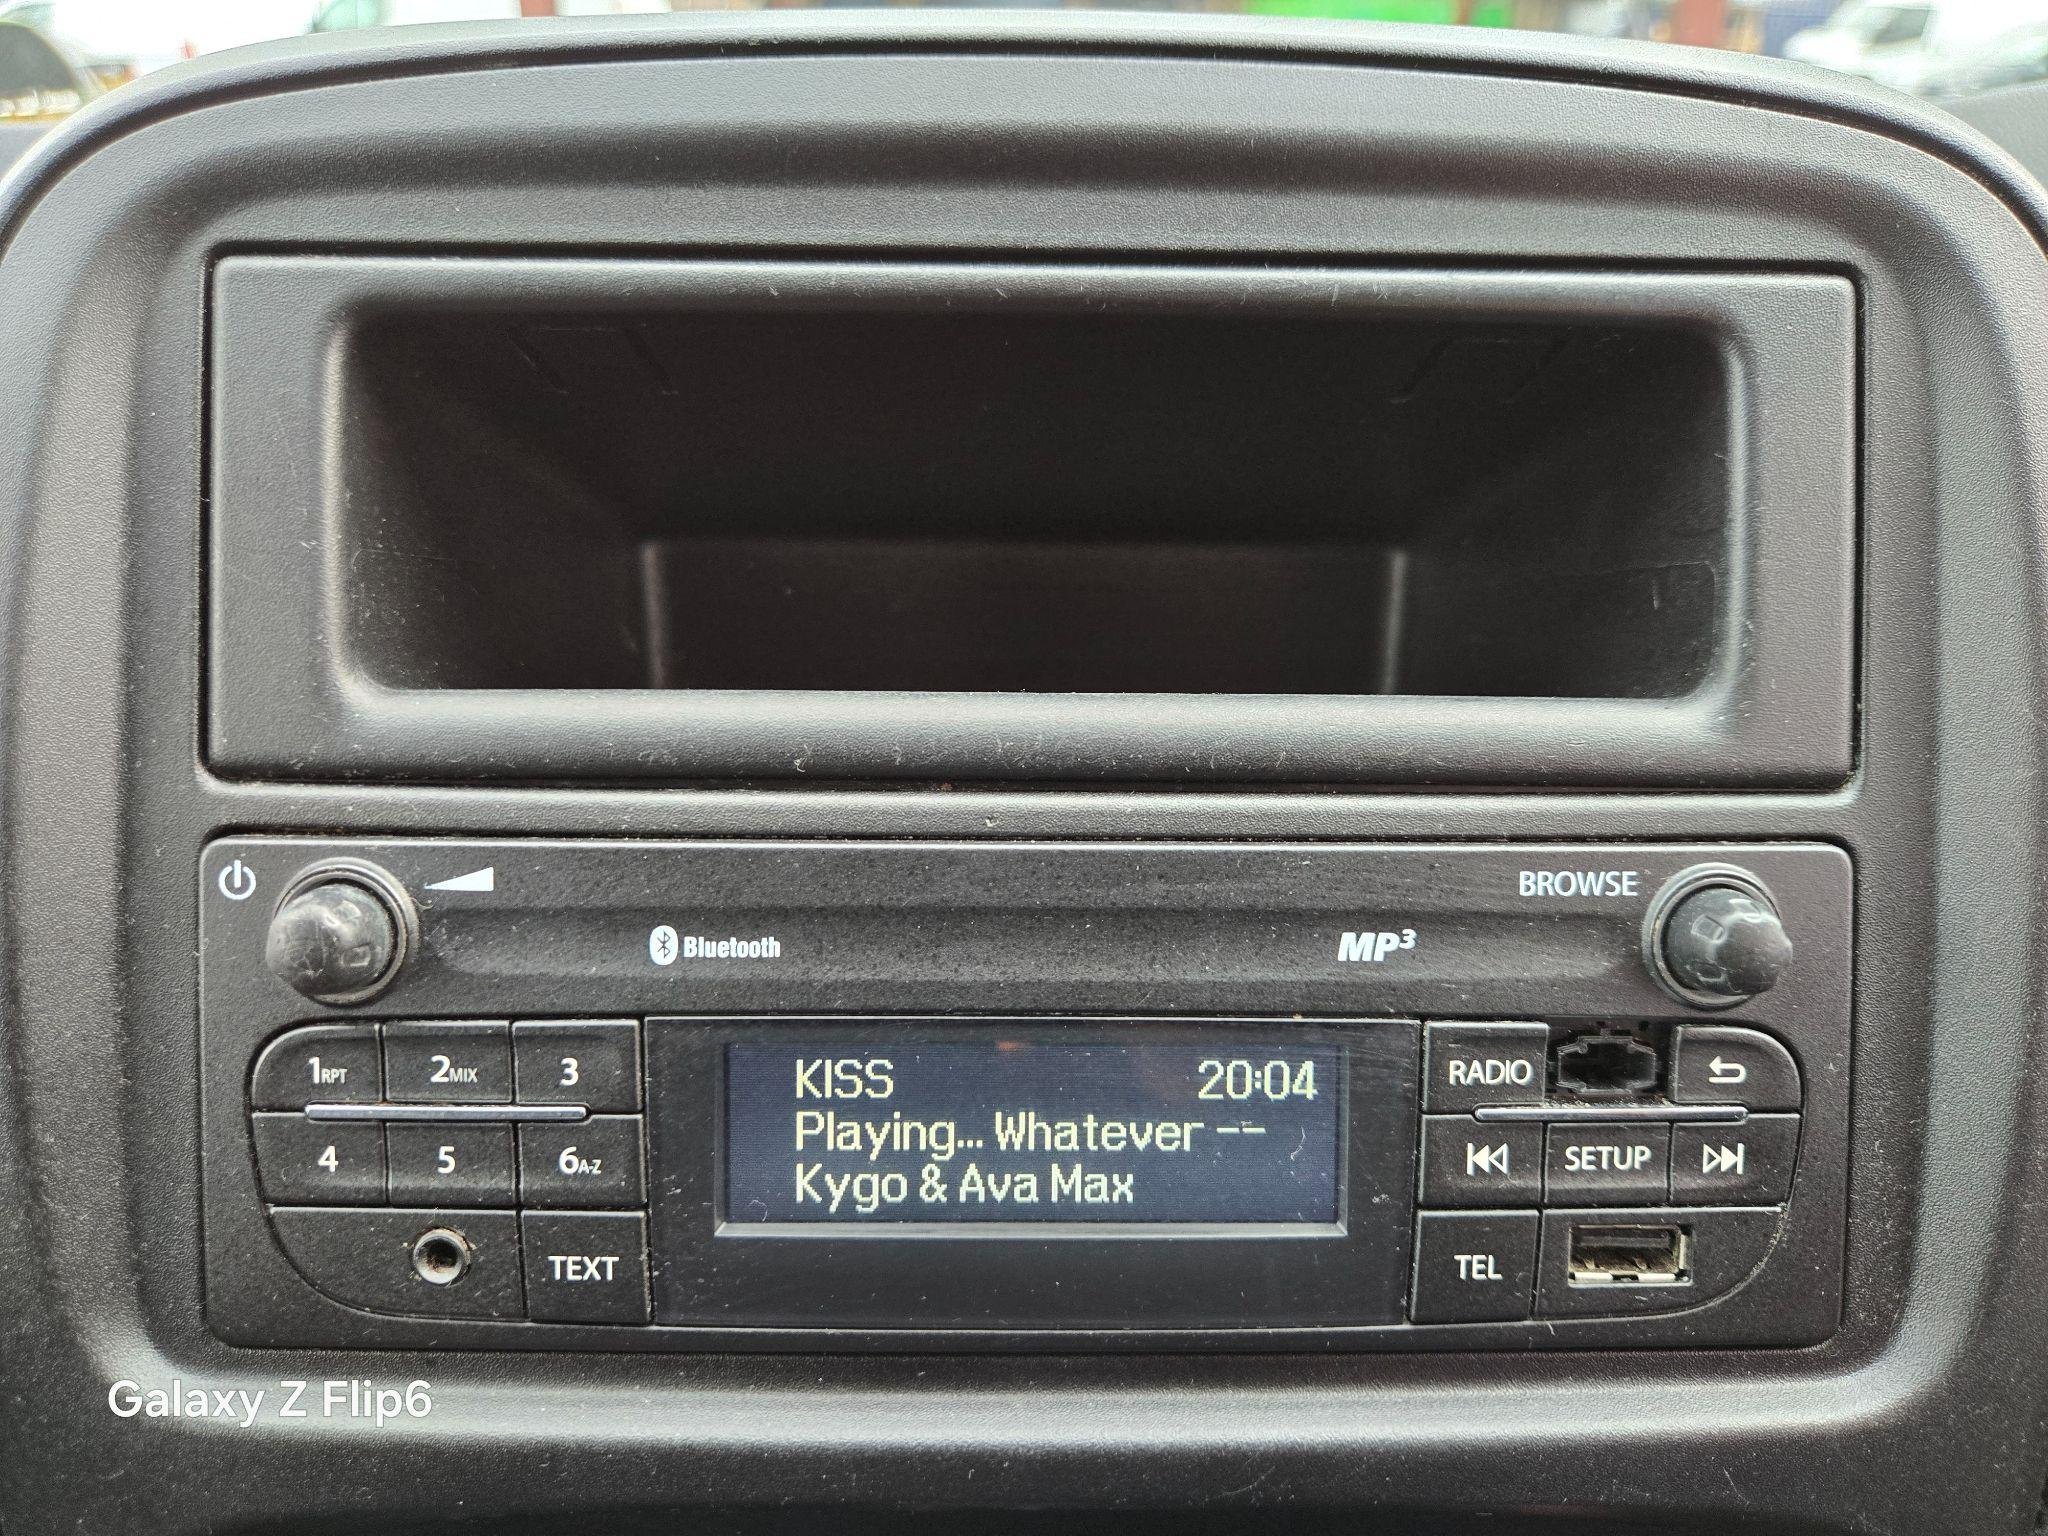 BROWSE
Bluetooth
MP3
1RPT 2MIX 3
KISS 20:04
RADIO
Playing... Whatever --
4 5 6A-Z
SETUP
Kygo & Ava Max
TEXT
TEL
Galaxy Z Flip6